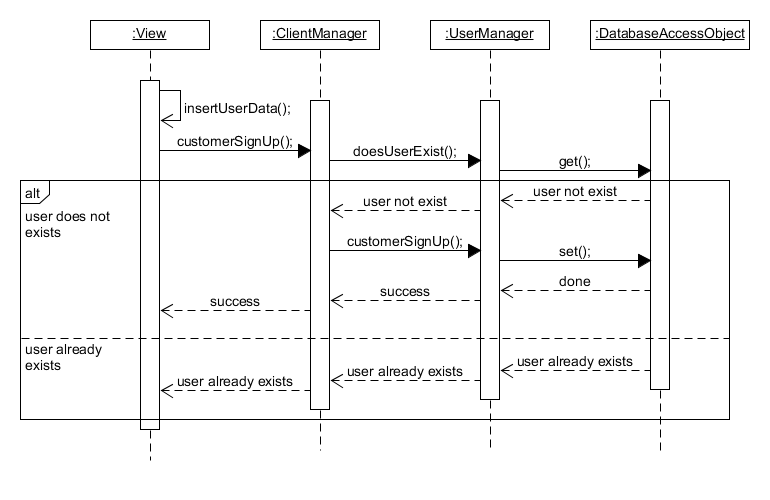 :View
:ClientManager
:UserManager
:DatabaseAccessObject
insertUserData();
customerSignUp();
doesUserExist();
get();
alt
user not exist
user not exist
user does not
exists
customerSignUp();
set();
done
success
success
user already
exists
user already exists
user already exists
user already exists